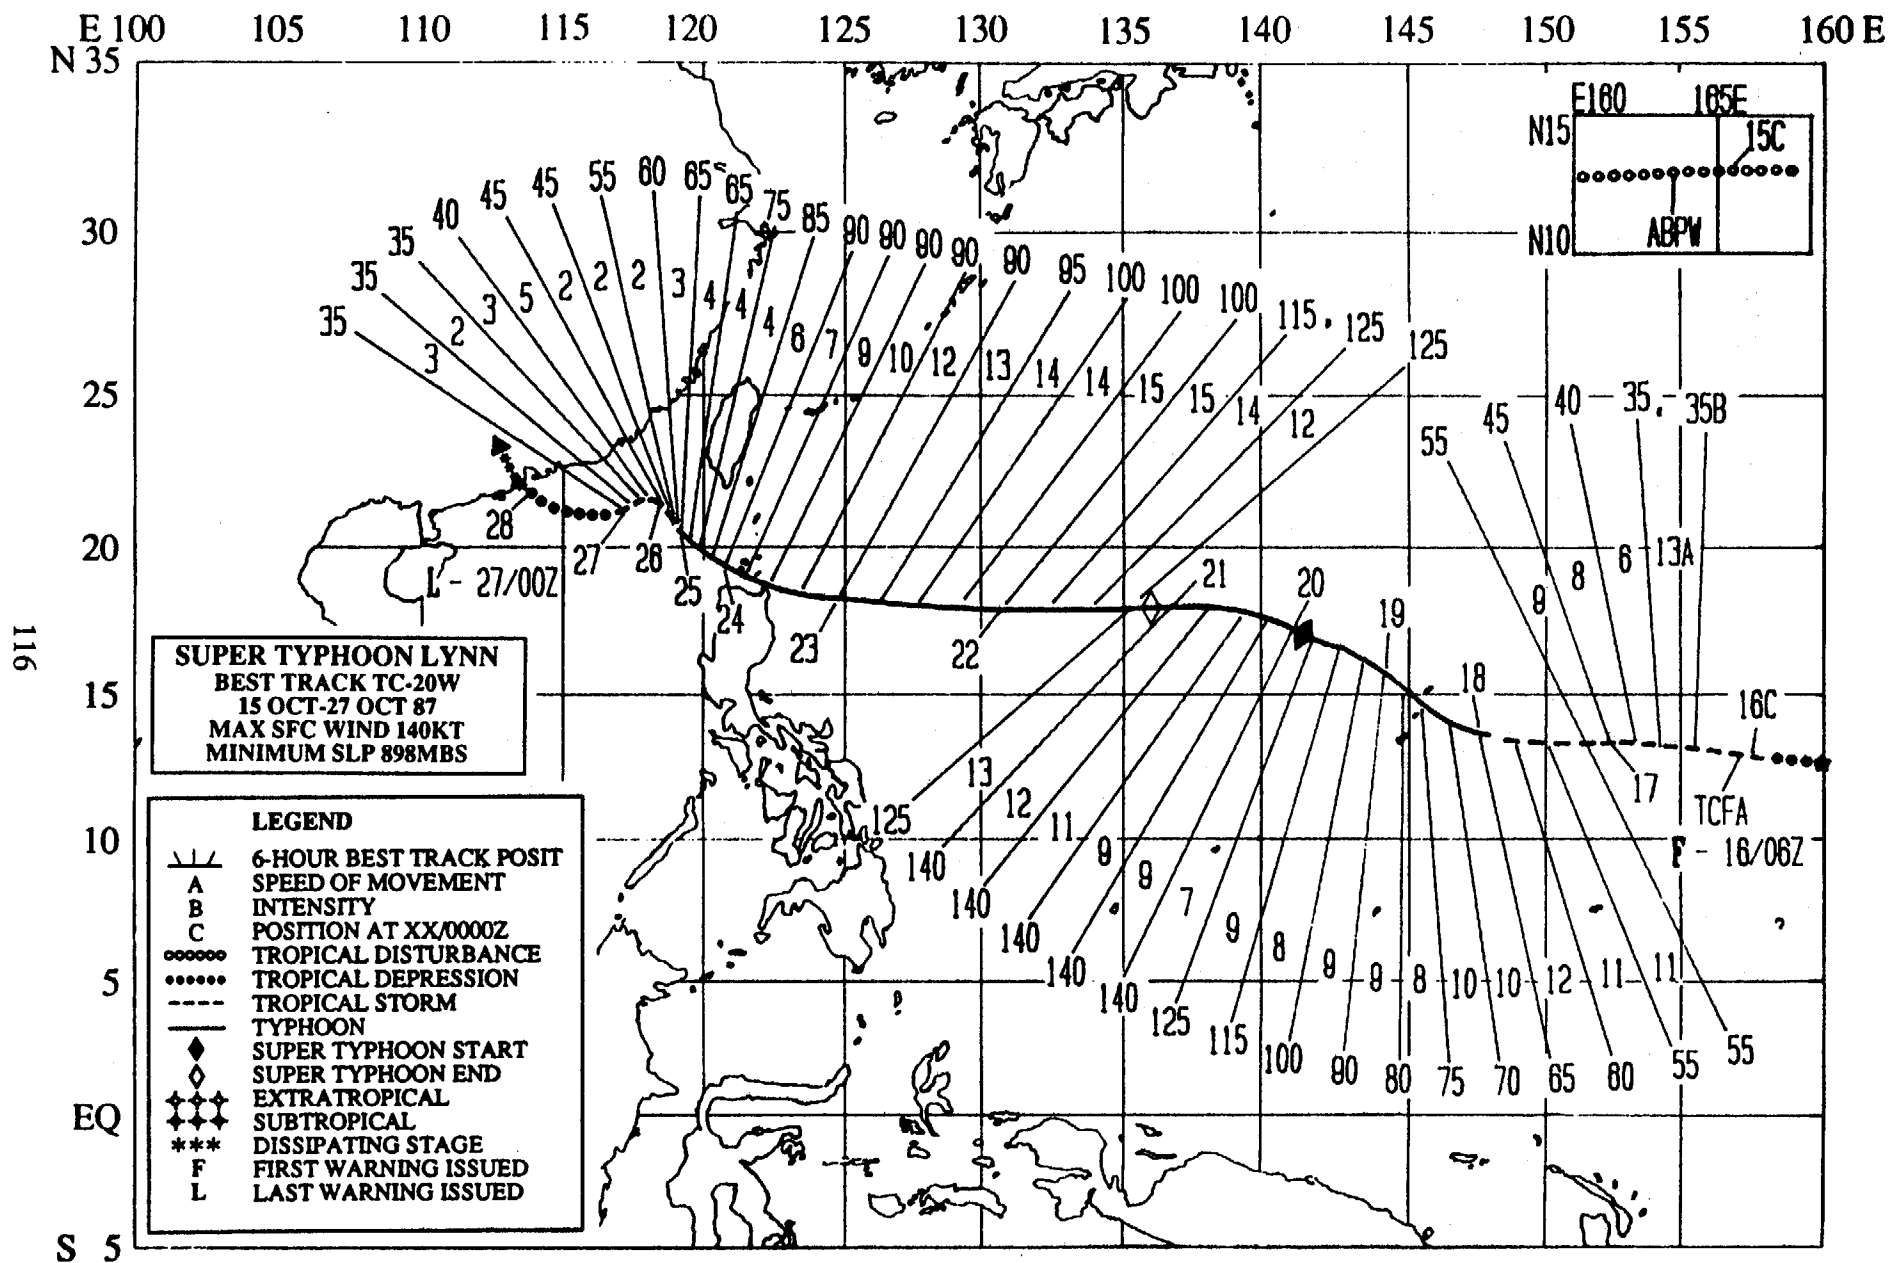 E 100 105 110 115 120 125 130 135 140 145 150 155 160 E
N 35
E160 165E
N15
15C
ABPW
N10
30
25
20
15
10
5
EQ
S 5
35 35 35 40 45 45 55 60 65 65 75 85 90 90 90 90 90 95 100 100 100 115 125 125
3 2 3 5 2 2 2 3 4 4 4 6 7 9 10 12 13 14 14 15 15 14 12
55 45 40 35 35B
9 8 6 13A
28 27 26 25 24 23 22 21 20 19 18 17 16C
L - 27/00Z
TCFA
F - 16/06Z
13 12 11 9 9 7 9 8 9 9 8 10 10 12 11 11
125 140 140 140 140 140 125 115 100 90 80 75 70 65 60 55 55
116
SUPER TYPHOON LYNN
BEST TRACK TC-20W
15 OCT-27 OCT 87
MAX SFC WIND 140KT
MINIMUM SLP 898MBS
LEGEND
6-HOUR BEST TRACK POSIT
A SPEED OF MOVEMENT
B INTENSITY
C POSITION AT XX/0000Z
TROPICAL DISTURBANCE
TROPICAL DEPRESSION
TROPICAL STORM
TYPHOON
SUPER TYPHOON START
SUPER TYPHOON END
EXTRATROPICAL
SUBTROPICAL
*** DISSIPATING STAGE
F FIRST WARNING ISSUED
L LAST WARNING ISSUED